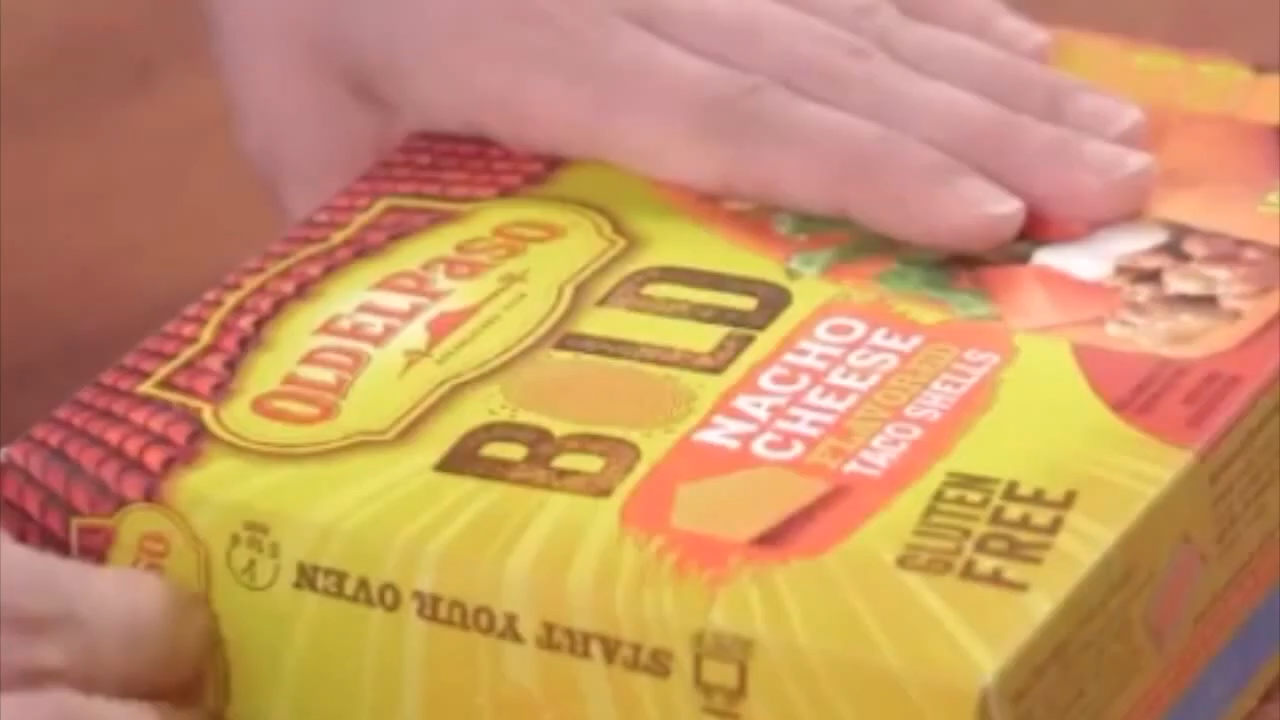 OLD EL PASO
BOLD
NACHO
CHEESE
FLAVORED
TACO SHELLS
GLUTEN
FREE
START YOUR OVEN